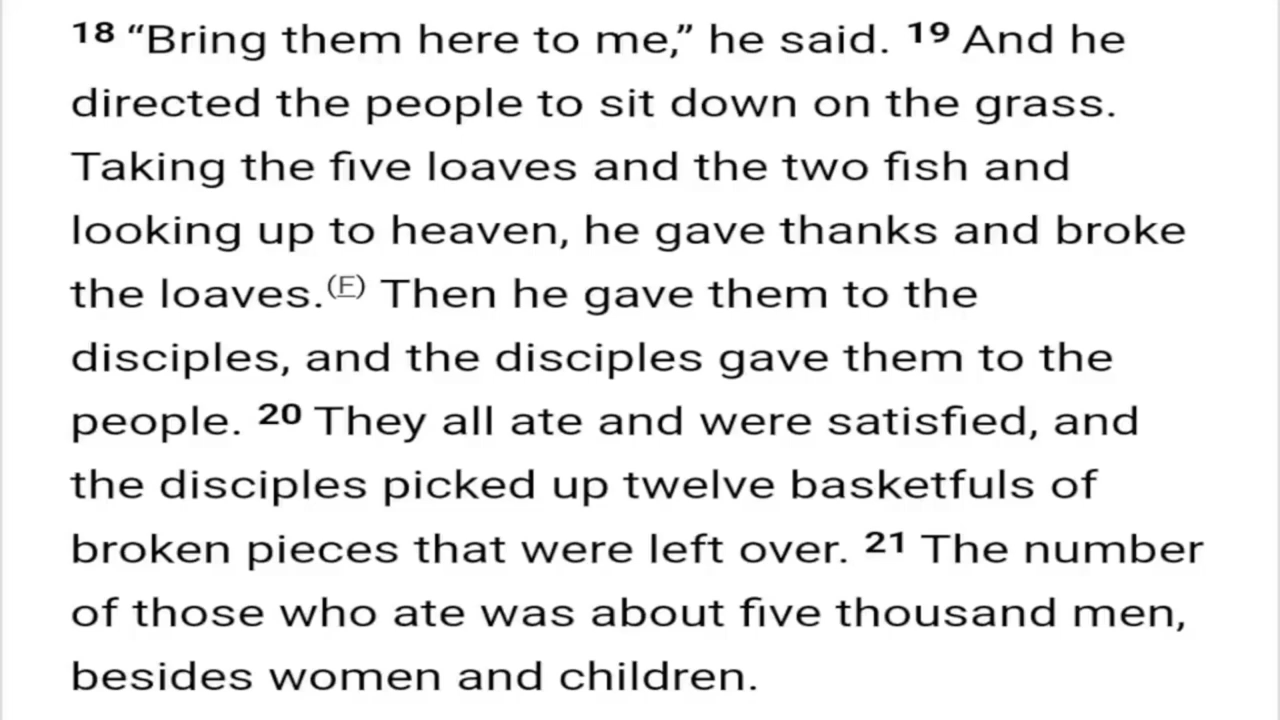 18 “Bring them here to me,” he said. 19 And he
directed the people to sit down on the grass.
Taking the five loaves and the two fish and
looking up to heaven, he gave thanks and broke
the loaves.(F) Then he gave them to the
disciples, and the disciples gave them to the
people. 20 They all ate and were satisfied, and
the disciples picked up twelve basketfuls of
broken pieces that were left over. 21 The number
of those who ate was about five thousand men,
besides women and children.